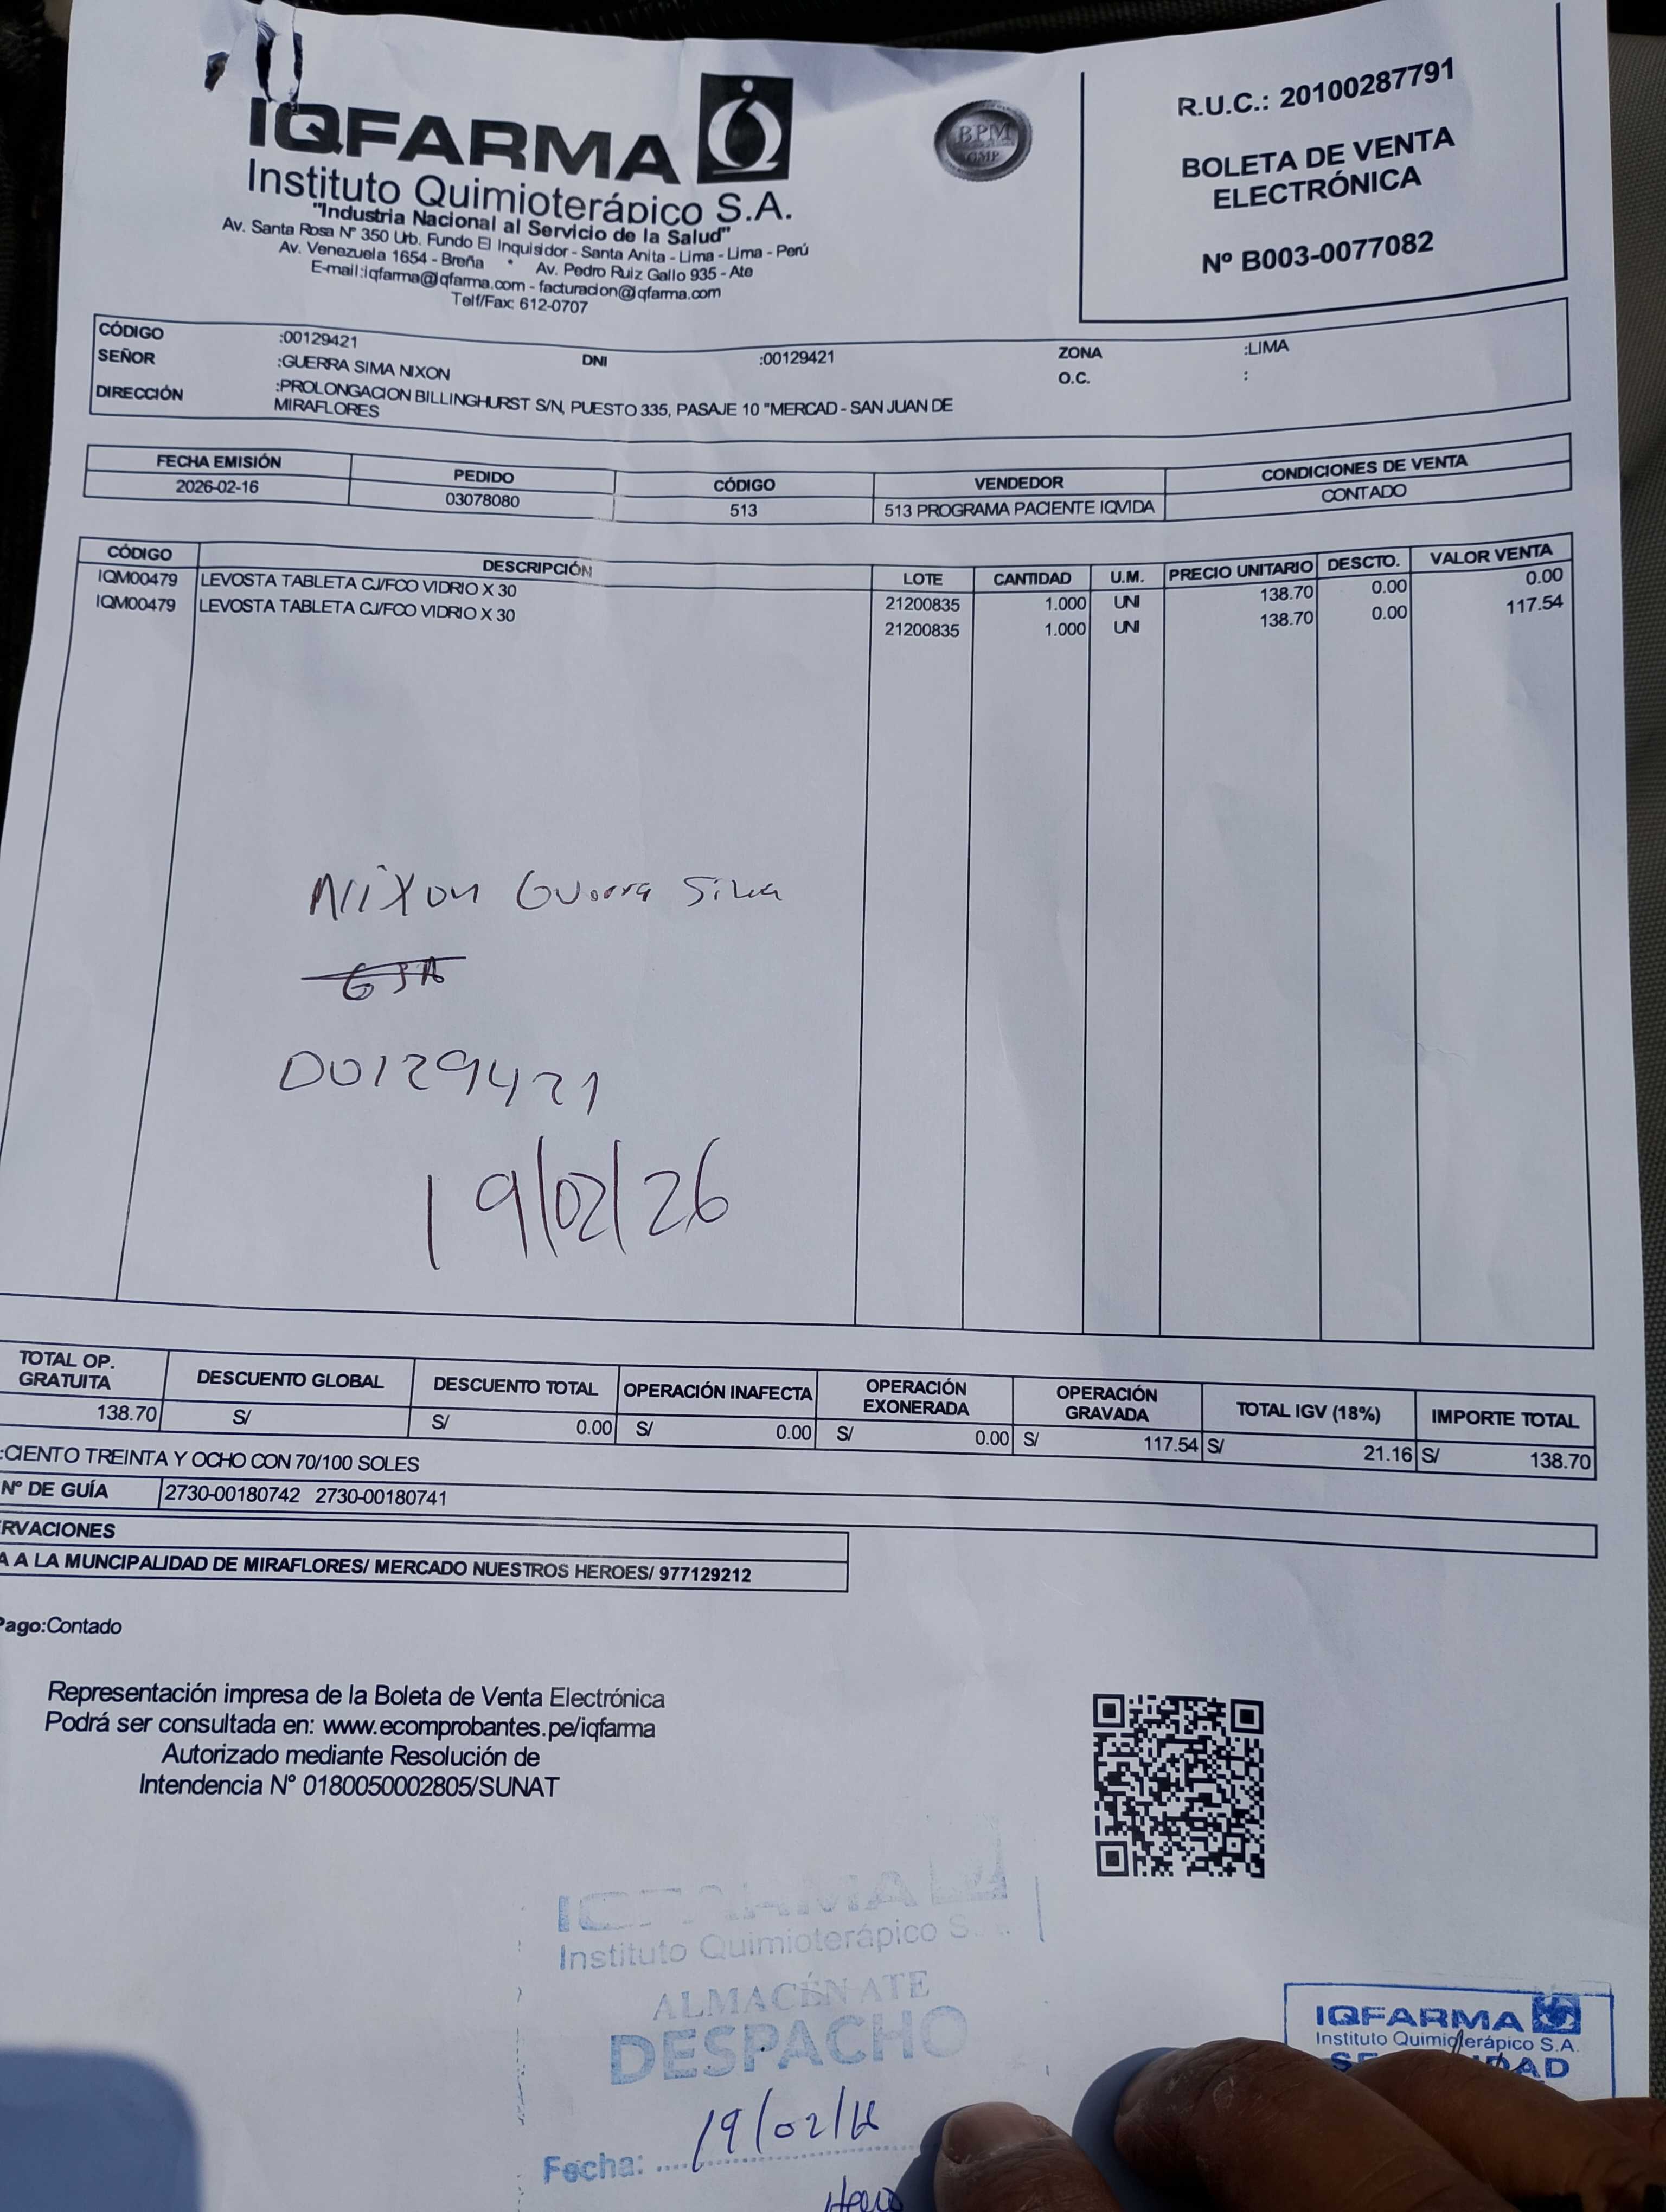 IQFARMA
Instituto Quimioterápico S.A.
"Industria Nacional al Servicio de la Salud"
Av. Santa Rosa Nº 350 Urb. Fundo El Inquisidor - Santa Anita - Lima - Lima - Perú
Av. Venezuela 1654 - Breña * Av. Pedro Ruiz Gallo 935 - Ate
E-mail:iqfarma@iqfarma.com - facturacion@iqfarma.com
Telf/Fax: 612-0707
BPM
GMP
R.U.C.: 20100287791
BOLETA DE VENTA
ELECTRÓNICA
Nº B003-0077082
CÓDIGO :00129421 DNI :00129421 ZONA :LIMA
SEÑOR :GUERRA SIMA NIXON O.C. :
DIRECCIÓN :PROLONGACION BILLINGHURST S/N, PUESTO 335, PASAJE 10 "MERCAD - SAN JUAN DE
MIRAFLORES
FECHA EMISIÓN PEDIDO CÓDIGO VENDEDOR CONDICIONES DE VENTA
2026-02-16 03078080 513 513 PROGRAMA PACIENTE IQVIDA CONTADO
CÓDIGO DESCRIPCIÓN LOTE CANTIDAD U.M. PRECIO UNITARIO DESCTO. VALOR VENTA
IQM00479 LEVOSTA TABLETA CJ/FCO VIDRIO X 30 21200835 1.000 UNI 138.70 0.00 0.00
IQM00479 LEVOSTA TABLETA CJ/FCO VIDRIO X 30 21200835 1.000 UNI 138.70 0.00 117.54
Nixon Guerra Sima
00129421
19/02/26
TOTAL OP. GRATUITA DESCUENTO GLOBAL DESCUENTO TOTAL OPERACIÓN INAFECTA OPERACIÓN EXONERADA OPERACIÓN GRAVADA TOTAL IGV (18%) IMPORTE TOTAL
138.70 S/ S/ 0.00 S/ 0.00 S/ 0.00 S/ 117.54 S/ 21.16 S/ 138.70
:CIENTO TREINTA Y OCHO CON 70/100 SOLES
Nº DE GUÍA 2730-00180742 2730-00180741
RVACIONES
A A LA MUNCIPALIDAD DE MIRAFLORES/ MERCADO NUESTROS HEROES/ 977129212
Pago:Contado
Representación impresa de la Boleta de Venta Electrónica
Podrá ser consultada en: www.ecomprobantes.pe/iqfarma
Autorizado mediante Resolución de
Intendencia N° 0180050002805/SUNAT
IQFARMA
Instituto Quimioterápico S.
ALMACÉN ATE
DESPACHO
Fecha: 19/02/
IQFARMA
Instituto Quimioterápico S.A.